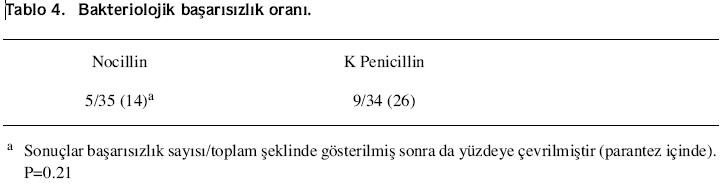 Tablo 4. Bakteriolojik başarısızlık oranı.
Nocillin K Penicillin
5/35 (14)a 9/34 (26)
a Sonuçlar başarısızlık sayısı/toplam şeklinde gösterilmiş sonra da yüzdeye çevrilmiştir (parantez içinde).
P=0.21